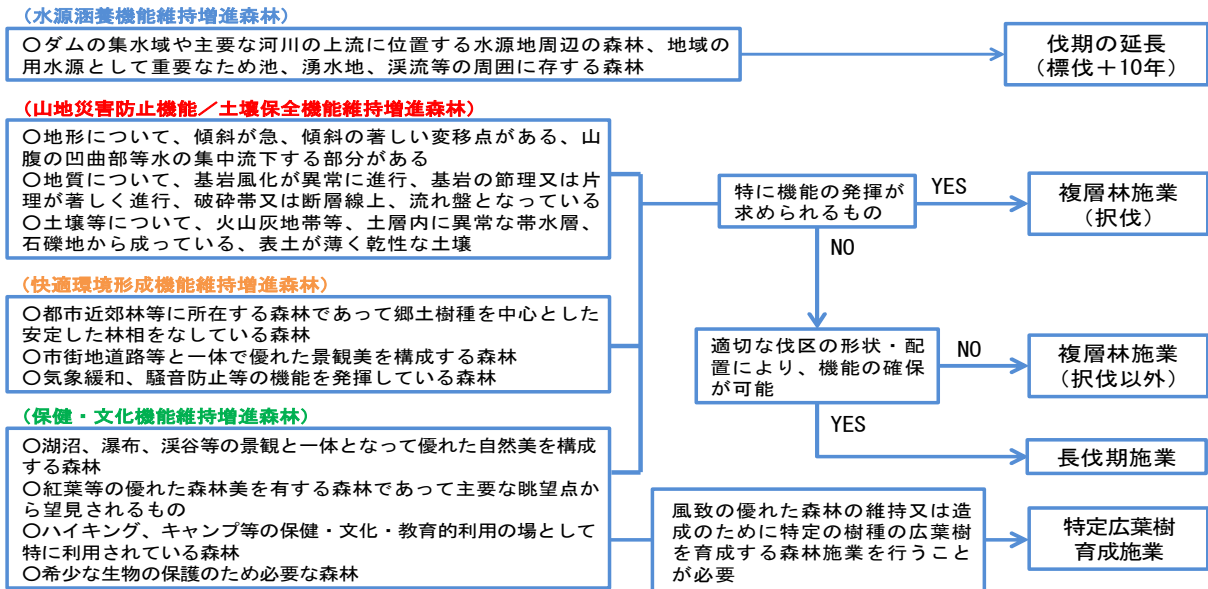 （水源涵養機能維持増進森林）
〇ダムの集水域や主要な河川の上流に位置する水源地周辺の森林、地域の
用水源として重要なため池、湧水地、渓流等の周囲に存する森林
伐期の延長
（標伐＋10年）
（山地災害防止機能／土壌保全機能維持増進森林）
〇地形について、傾斜が急、傾斜の著しい変移点がある、山
腹の凹曲部等水の集中流下する部分がある
〇地質について、基岩風化が異常に進行、基岩の節理又は片
理が著しく進行、破砕帯又は断層線上、流れ盤となっている
〇土壌等について、火山灰地帯等、土層内に異常な帯水層、
石礫地から成っている、表土が薄く乾性な土壌
特に機能の発揮が
求められるもの
YES
複層林施業
（択伐）
NO
（快適環境形成機能維持増進森林）
〇都市近郊林等に所在する森林であって郷土樹種を中心とした
安定した林相をなしている森林
〇市街地道路等と一体で優れた景観美を構成する森林
〇気象緩和、騒音防止等の機能を発揮している森林
適切な伐区の形状・配
置により、機能の確保
が可能
NO
複層林施業
（択伐以外）
YES
長伐期施業
（保健・文化機能維持増進森林）
〇湖沼、瀑布、渓谷等の景観と一体となって優れた自然美を構成
する森林
〇紅葉等の優れた森林美を有する森林であって主要な眺望点か
ら望見されるもの
〇ハイキング、キャンプ等の保健・文化・教育的利用の場として
特に利用されている森林
〇希少な生物の保護のため必要な森林
風致の優れた森林の維持又は造
成のために特定の樹種の広葉樹
を育成する森林施業を行うこと
が必要
特定広葉樹
育成施業